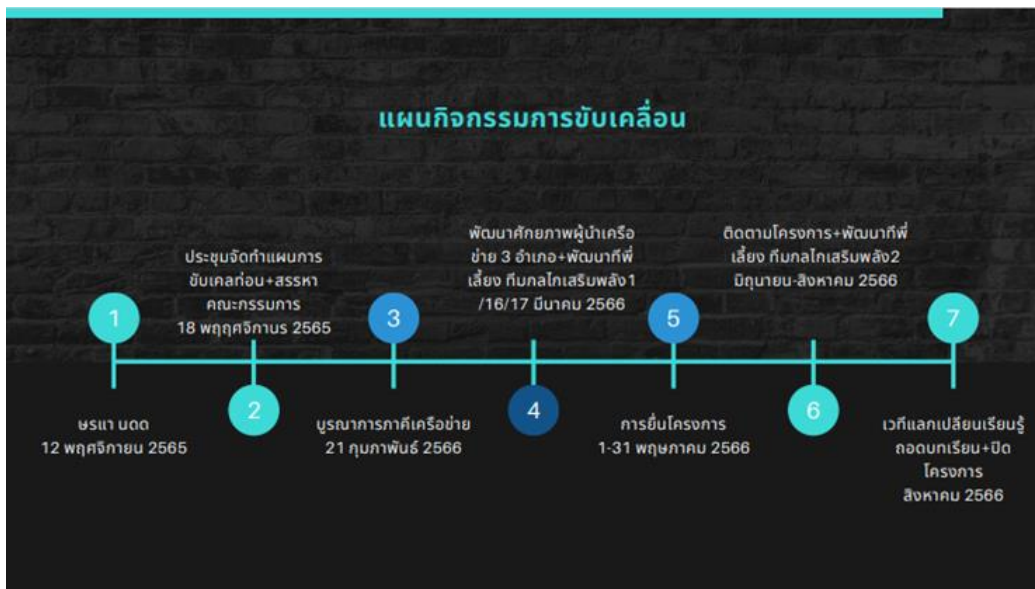 แผนกิจกรรมการขับเคลื่อน
1
ษรแา นดด
12 พฤศจิกายน 2565
ประชุมจัดทำแผนการ
ขับเคลท่อน+สรรหา
คณะกรรมการ
18 พฤฤศจิกานร 2565
2
3
บูรณาการภาคีเครือข่าย
21 กุมภาพันธ์ 2566
พัฒนาศักยภาพผู้นำเครือ
ข่าย 3 อำเภอ+พัฒนาทีพี่
เลี้ยง ทีมกลไกเสริมพลัง1
/16/17 มีนาคม 2566
4
5
การยื่นโครงการ
1-31 พฤษภาคม 2566
ติดตามโครงการ+พัฒนาทีพี่
เลี้ยง ทีมกลไกเสริมพลัง2
มิถุนายน-สิงหาคม 2566
6
7
เวทีแลกเปลียนเรียนรู้
ถอดบทเรียน+ปิด
โครงการ
สิงหาคม 2566